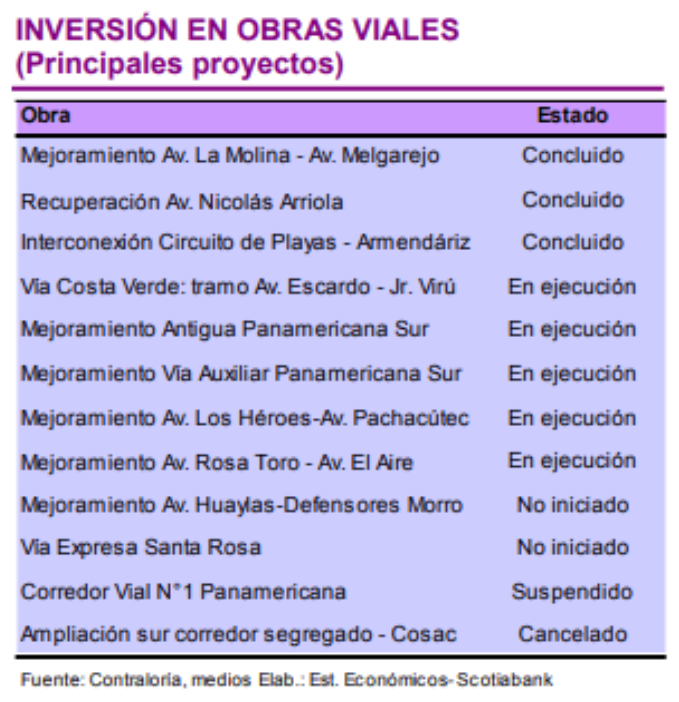 INVERSIÓN EN OBRAS VIALES
(Principales proyectos)
Obra Estado
Mejoramiento Av. La Molina - Av. Melgarejo Concluido
Recuperación Av. Nicolás Arriola Concluido
Interconexión Circuito de Playas - Armendáriz Concluido
Vía Costa Verde: tramo Av. Escardo - Jr. Virú En ejecución
Mejoramiento Antigua Panamericana Sur En ejecución
Mejoramiento Vía Auxiliar Panamericana Sur En ejecución
Mejoramiento Av. Los Héroes-Av. Pachacútec En ejecución
Mejoramiento Av. Rosa Toro - Av. El Aire En ejecución
Mejoramiento Av. Huaylas-Defensores Morro No iniciado
Vía Expresa Santa Rosa No iniciado
Corredor Vial N°1 Panamericana Suspendido
Ampliación sur corredor segregado - Cosac Cancelado
Fuente: Contraloría, medios Elab.: Est. Económicos- Scotiabank